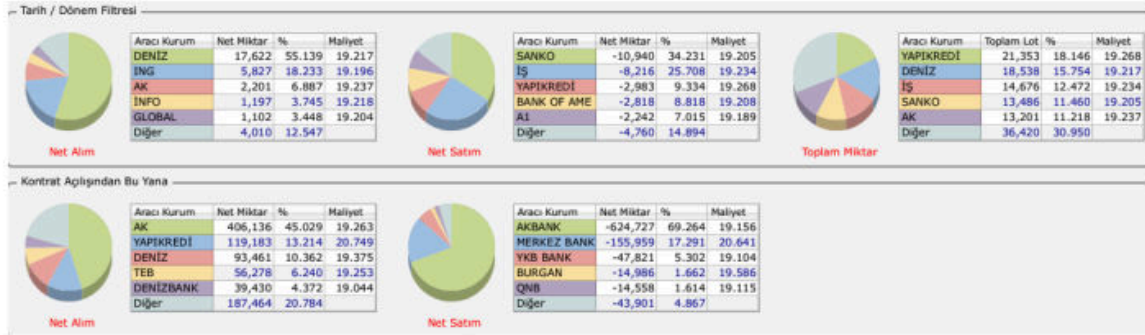 Tarih / Dönem Filtresi
Aracı Kurum Net Miktar % Maliyet
DENİZ 17,622 55.139 19.217
ING 5,827 18.233 19.196
AK 2,201 6.887 19.237
İNFO 1,197 3.745 19.218
GLOBAL 1,102 3.448 19.204
Diğer 4,010 12.547
Net Alım
Aracı Kurum Net Miktar % Maliyet
SANKO -10,940 34.231 19.205
İŞ -8,216 25.708 19.234
YAPIKREDİ -2,983 9.334 19.268
BANK OF AME -2,818 8.818 19.208
A1 -2,242 7.015 19.189
Diğer -4,760 14.894
Net Satım
Aracı Kurum Toplam Lot % Maliyet
YAPIKREDİ 21,353 18.146 19.268
DENİZ 18,538 15.754 19.217
İŞ 14,676 12.472 19.234
SANKO 13,486 11.460 19.205
AK 13,201 11.218 19.237
Diğer 36,420 30.950
Toplam Miktar
Kontrat Açılışından Bu Yana
Aracı Kurum Net Miktar % Maliyet
AK 406,136 45.029 19.263
YAPIKREDİ 119,183 13.214 20.749
DENİZ 93,461 10.362 19.375
TEB 56,278 6.240 19.253
DENİZBANK 39,430 4.372 19.044
Diğer 187,464 20.784
Net Alım
Aracı Kurum Net Miktar % Maliyet
AKBANK -624,727 69.264 19.156
MERKEZ BANK -155,959 17.291 20.641
YKB BANK -47,821 5.302 19.104
BURGAN -14,986 1.662 19.586
QNB -14,558 1.614 19.115
Diğer -43,901 4.867
Net Satım